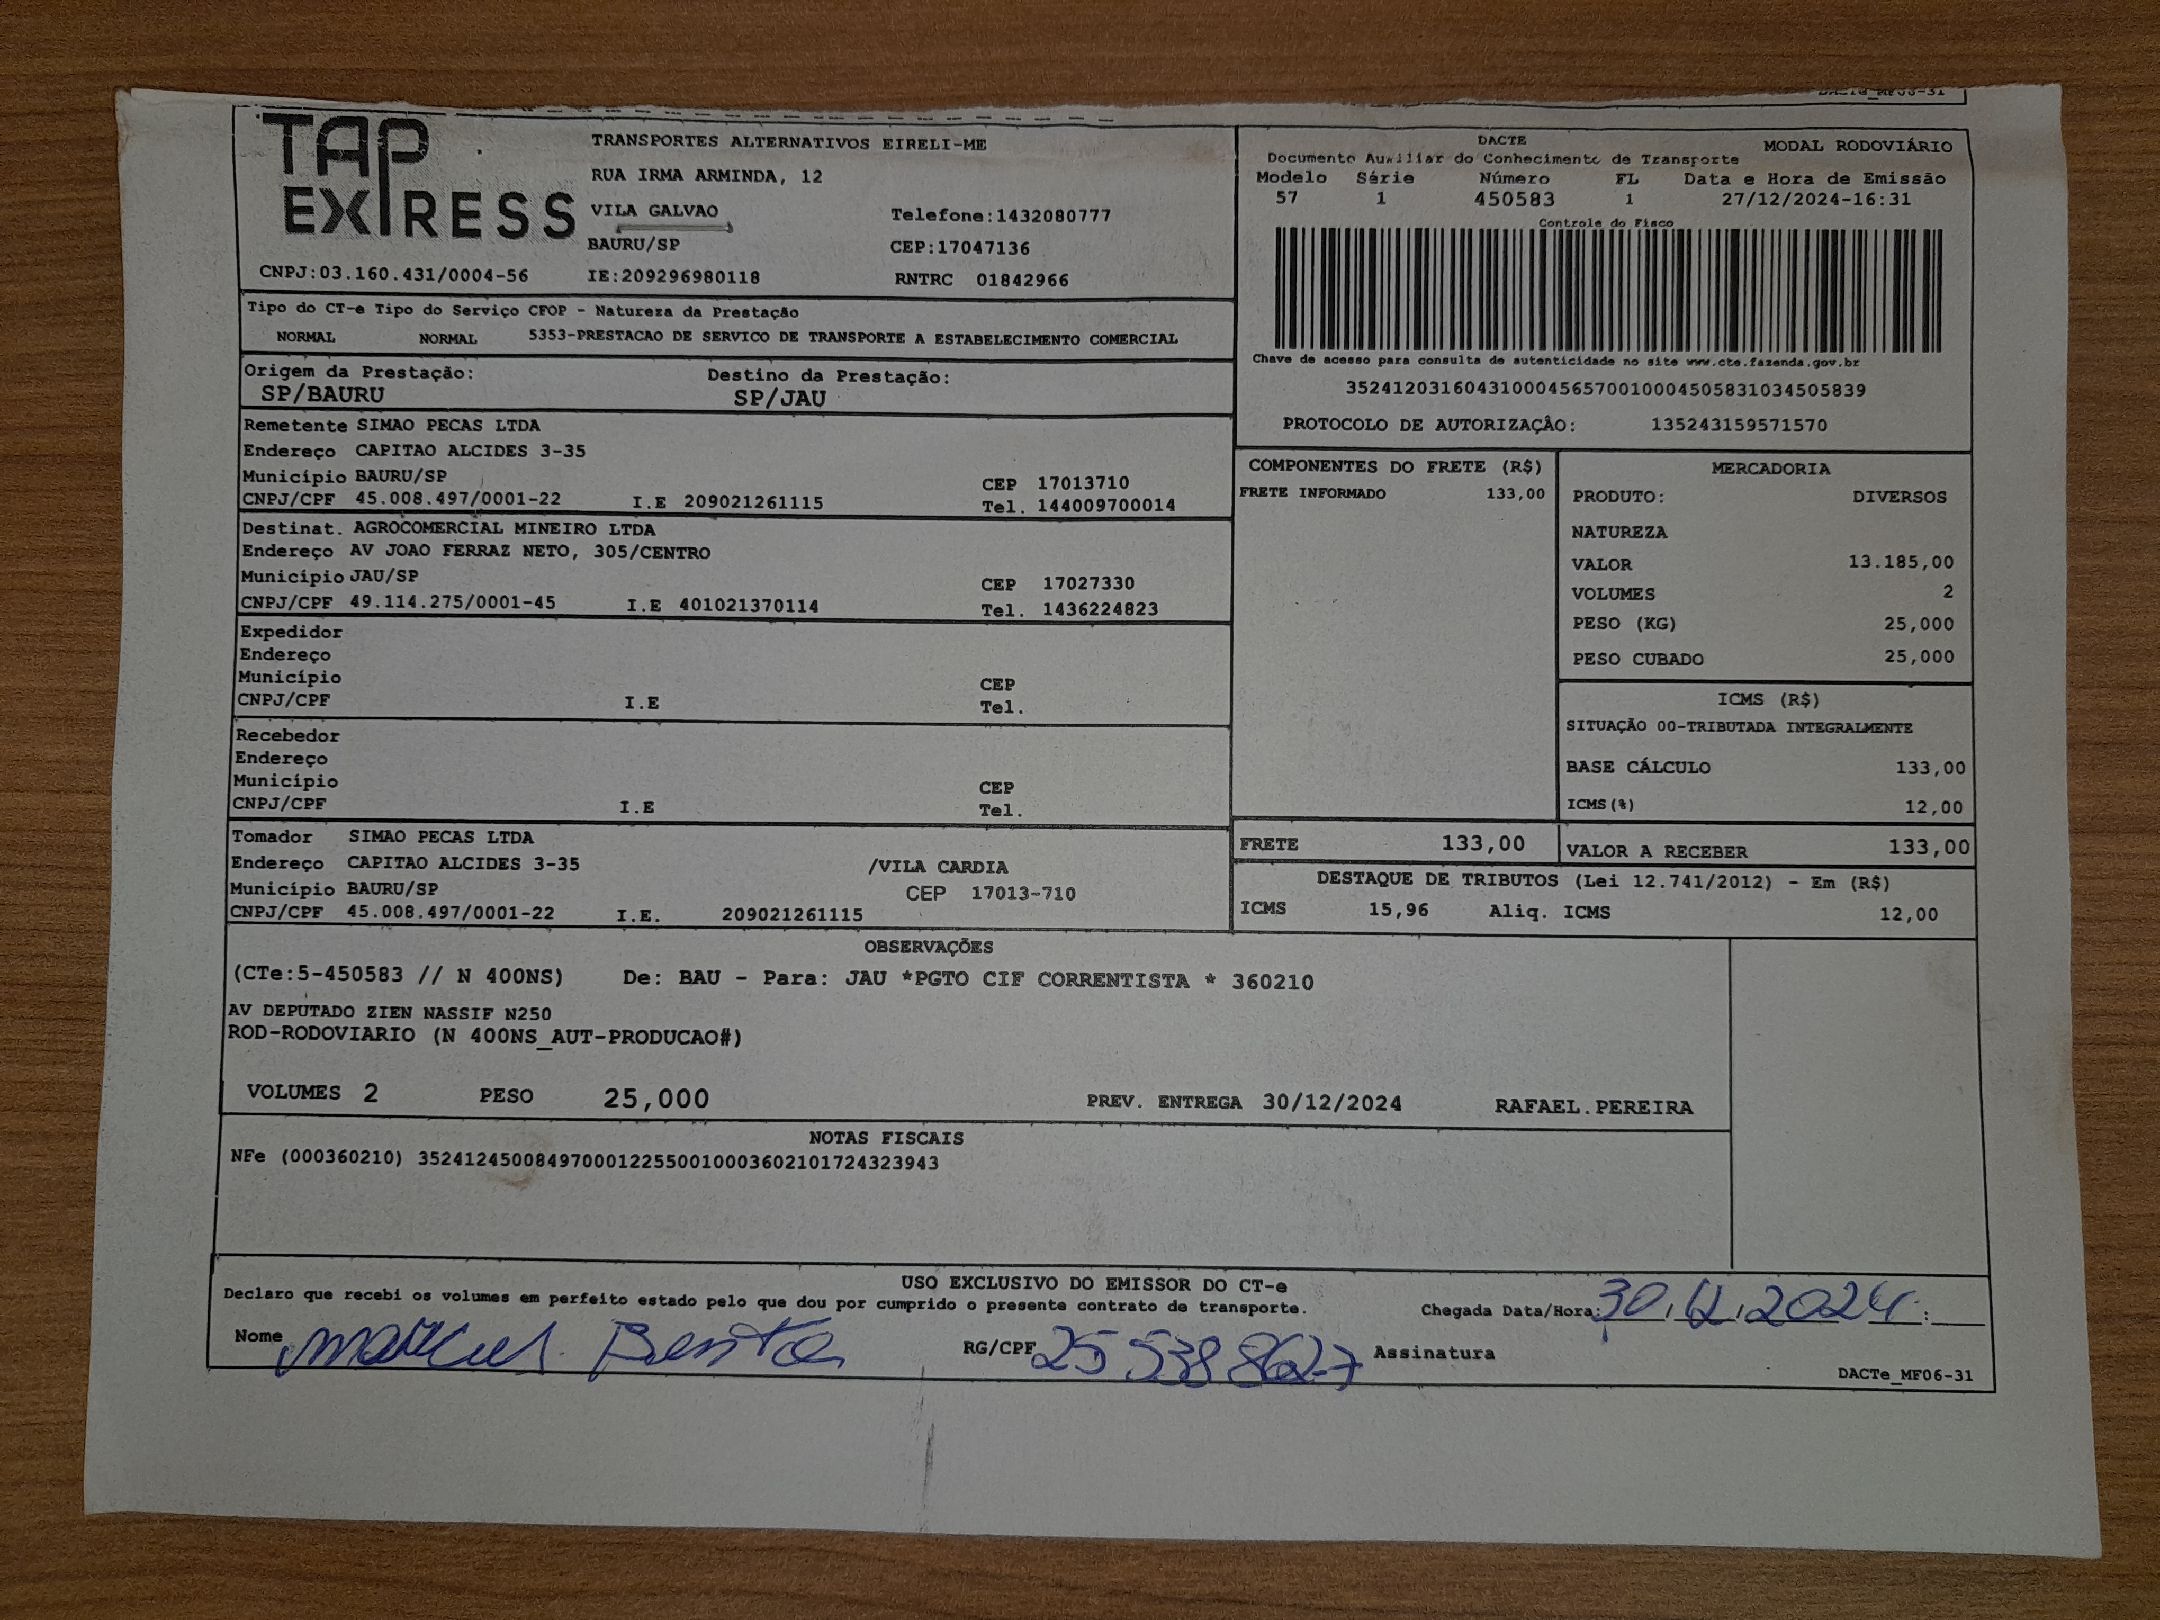 TAP EXPRESS
TRANSPORTES ALTERNATIVOS EIRELI-ME
RUA IRMA ARMINDA, 12
VILA GALVAO Telefone:1432080777
BAURU/SP CEP:17047136
CNPJ:03.160.431/0004-56 IE:209296980118 RNTRC 01842966
DACTE MODAL RODOVIÁRIO
Documento Auxiliar do Conhecimento de Transporte
Modelo Série Número FL Data e Hora de Emissão
57 1 450583 1 27/12/2024-16:31
Controle do Fisco
Chave de acesso para consulta de autenticidade no site www.cte.fazenda.gov.br
35241203160431000456570010004505831034505839
PROTOCOLO DE AUTORIZAÇÂO: 135243159571570
Tipo do CT-e Tipo do Serviço CFOP - Natureza da Prestação
NORMAL NORMAL 5353-PRESTACAO DE SERVICO DE TRANSPORTE A ESTABELECIMENTO COMERCIAL
Origem da Prestação: Destino da Prestação:
SP/BAURU SP/JAU
Remetente SIMAO PECAS LTDA
Endereço CAPITAO ALCIDES 3-35
Município BAURU/SP CEP 17013710
CNPJ/CPF 45.008.497/0001-22 I.E 209021261115 Tel. 144009700014
Destinat. AGROCOMERCIAL MINEIRO LTDA
Endereço AV JOAO FERRAZ NETO, 305/CENTRO
Município JAU/SP CEP 17027330
CNPJ/CPF 49.114.275/0001-45 I.E 401021370114 Tel. 1436224823
Expedidor
Endereço
Município CEP
CNPJ/CPF I.E Tel.
Recebedor
Endereço
Município CEP
CNPJ/CPF I.E Tel.
Tomador SIMAO PECAS LTDA
Endereço CAPITAO ALCIDES 3-35 /VILA CARDIA
Município BAURU/SP CEP 17013-710
CNPJ/CPF 45.008.497/0001-22 I.E. 209021261115
COMPONENTES DO FRETE (R$)
FRETE INFORMADO 133,00
MERCADORIA
PRODUTO: DIVERSOS
NATUREZA
VALOR 13.185,00
VOLUMES 2
PESO (KG) 25,000
PESO CUBADO 25,000
ICMS (R$)
SITUAÇÃO 00-TRIBUTADA INTEGRALMENTE
BASE CÁLCULO 133,00
ICMS(%) 12,00
FRETE 133,00 VALOR A RECEBER 133,00
DESTAQUE DE TRIBUTOS (Lei 12.741/2012) - Em (R$)
ICMS 15,96 Aliq. ICMS 12,00
OBSERVAÇÕES
(CTe:5-450583 // N 400NS) De: BAU - Para: JAU *PGTO CIF CORRENTISTA * 360210
AV DEPUTADO ZIEN NASSIF N250
ROD-RODOVIARIO (N 400NS_AUT-PRODUCAO#)
VOLUMES 2 PESO 25,000 PREV. ENTREGA 30/12/2024 RAFAEL.PEREIRA
NOTAS FISCAIS
NFe (000360210) 35241245008497000122550010003602101724323943
USO EXCLUSIVO DO EMISSOR DO CT-e
Declaro que recebi os volumes em perfeito estado pelo que dou por cumprido o presente contrato de transporte. Chegada Data/Hora: 30.12.2024 :
Nome Marcus Bento RG/CPF 25 538 862-7 Assinatura
DACTe_MF06-31